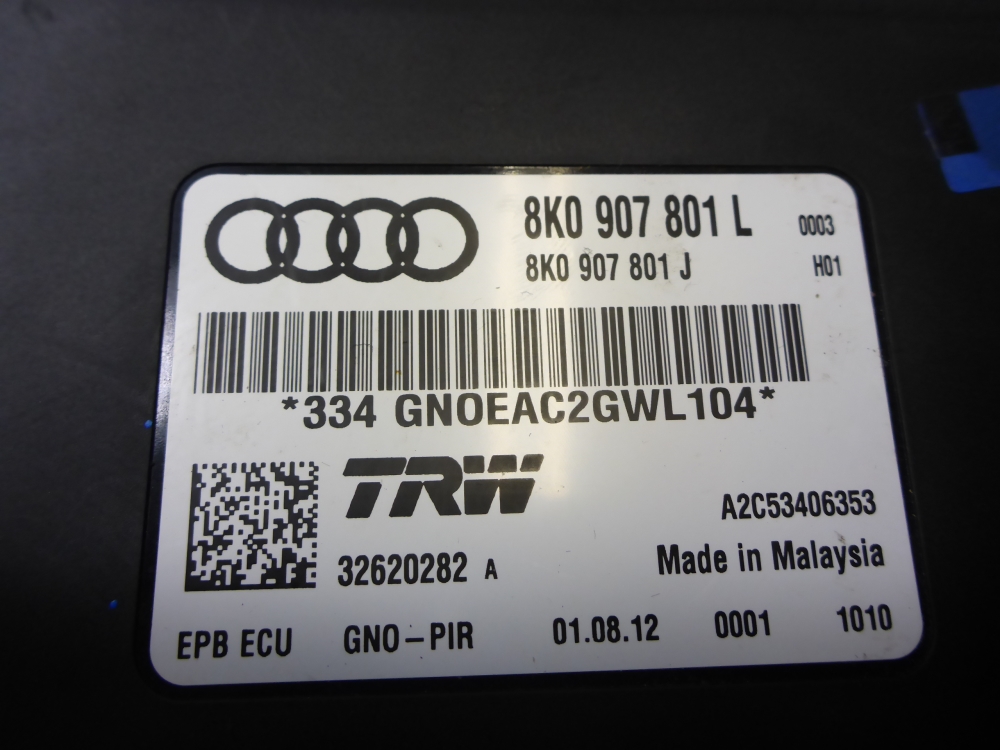 8K0 907 801 L 0003
8K0 907 801 J H01
*334 GNOEAC2GWL104*
TRW
A2C53406353
32620282 A
Made in Malaysia
EPB ECU GNO-PIR 01.08.12 0001 1010